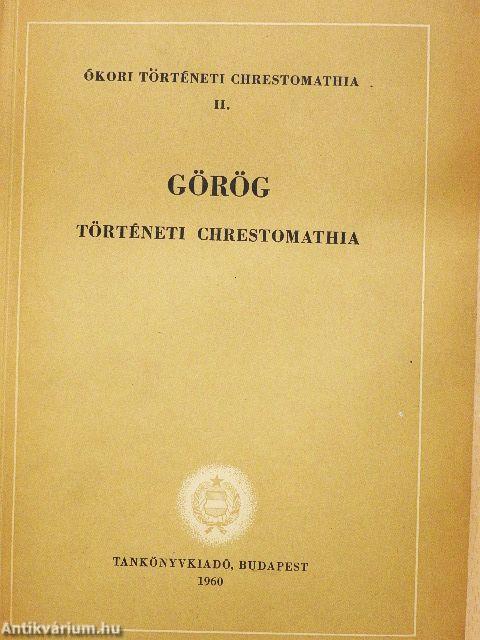 ÓKORI TÖRTÉNETI CHRESTOMATHIA
II.
GÖRÖG
TÖRTÉNETI CHRESTOMATHIA
TANKÖNYVKIADÓ, BUDAPEST
1960
Antikvárium.hu